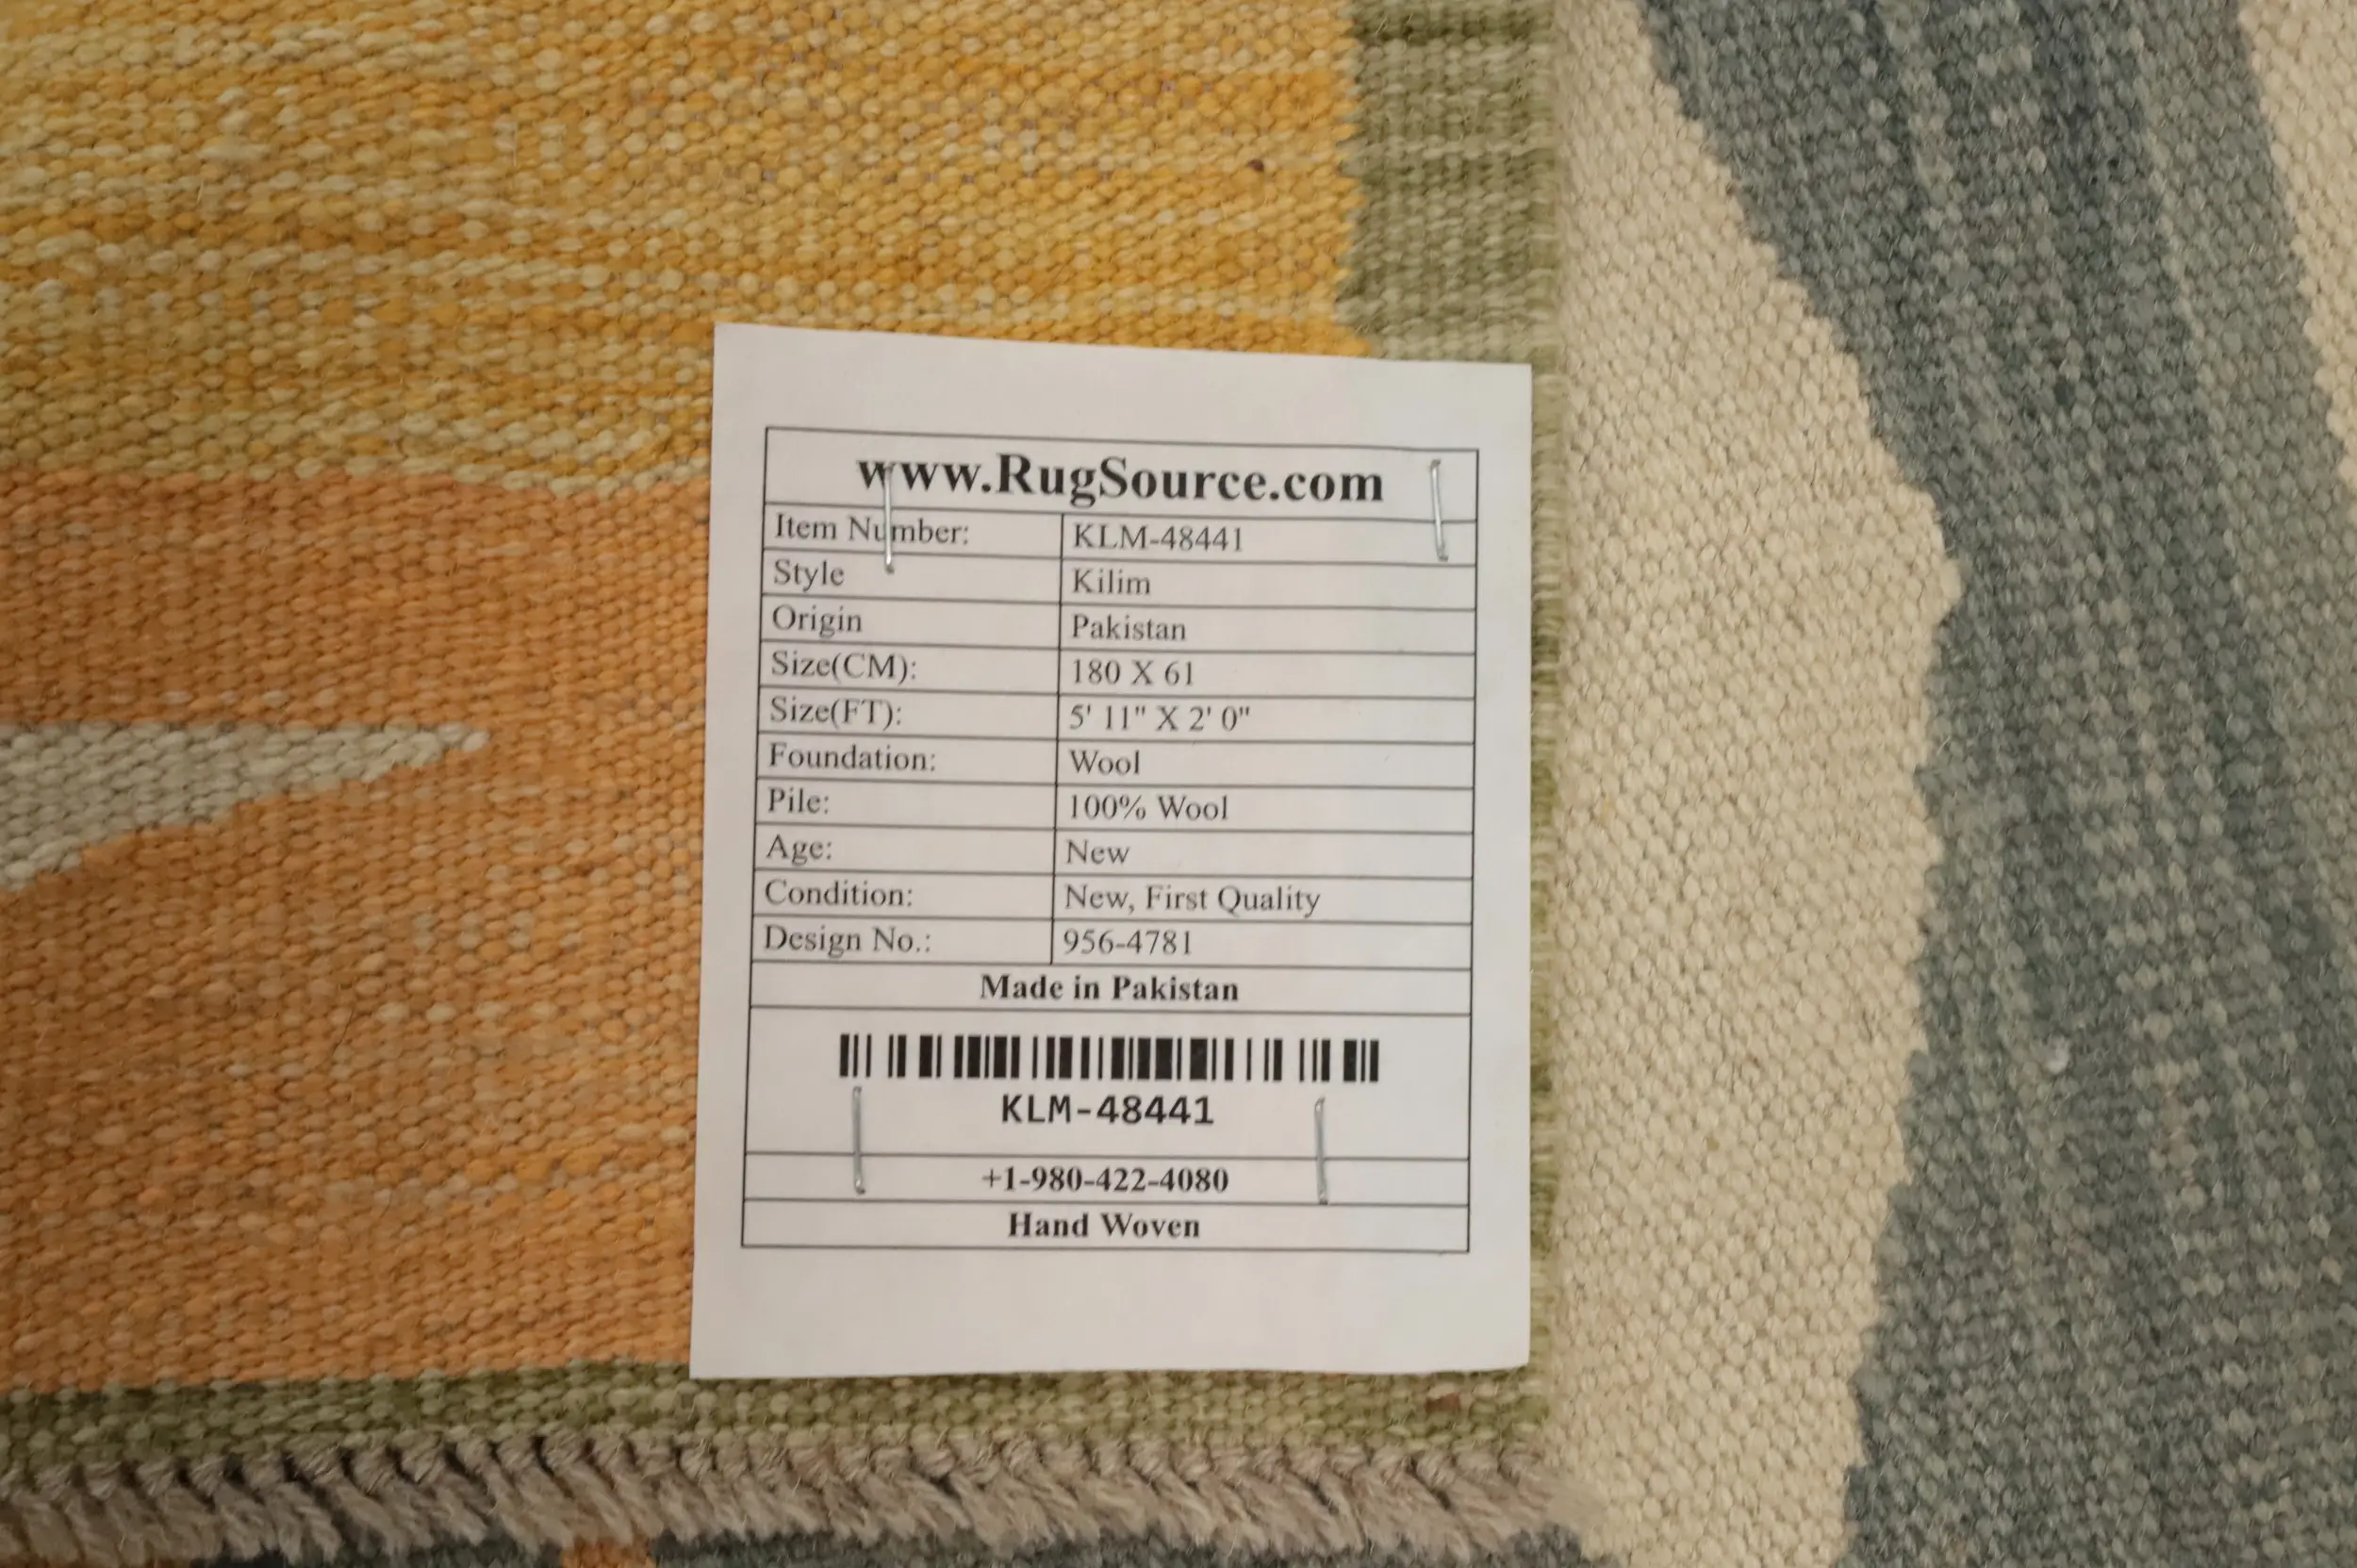 www.RugSource.com
Item Number: KLM-48441
Style Kilim
Origin Pakistan
Size(CM): 180 X 61
Size(FT): 5' 11" X 2' 0"
Foundation: Wool
Pile: 100% Wool
Age: New
Condition: New, First Quality
Design No.: 956-4781
Made in Pakistan
KLM-48441
+1-980-422-4080
Hand Woven